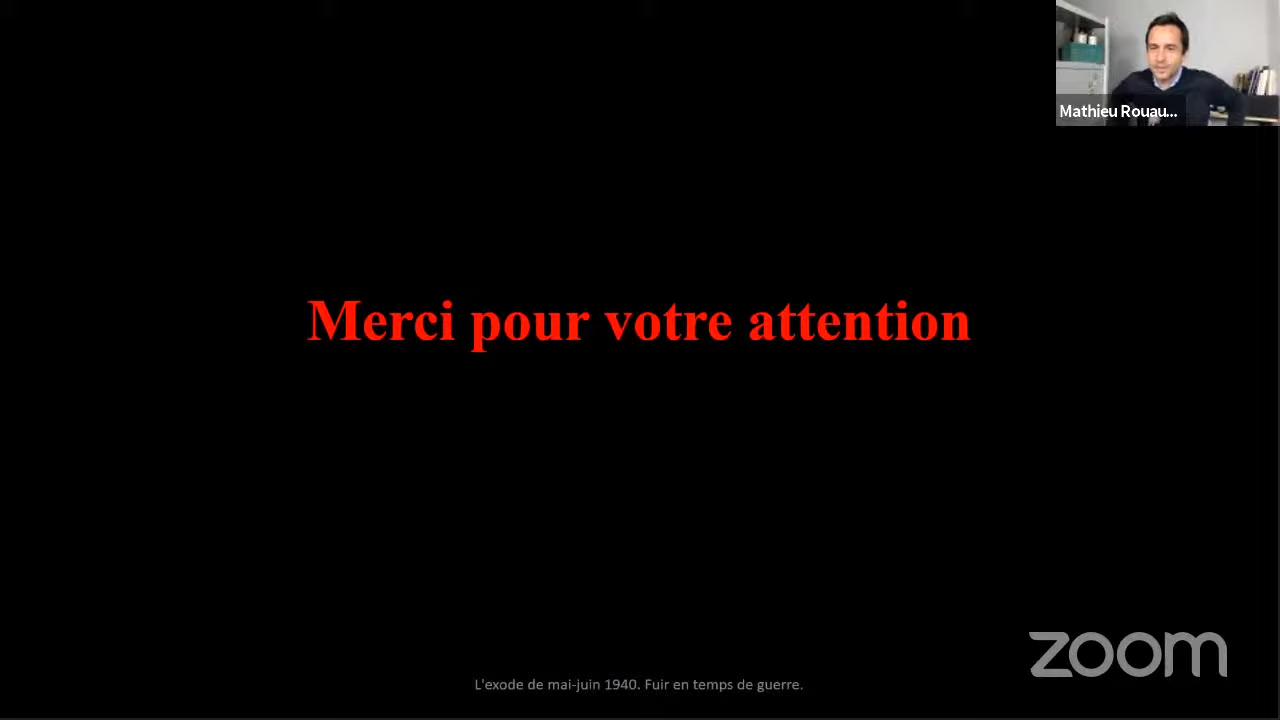 Mathieu Rouau...
Merci pour votre attention
zoom
L'exode de mai-juin 1940. Fuir en temps de guerre.